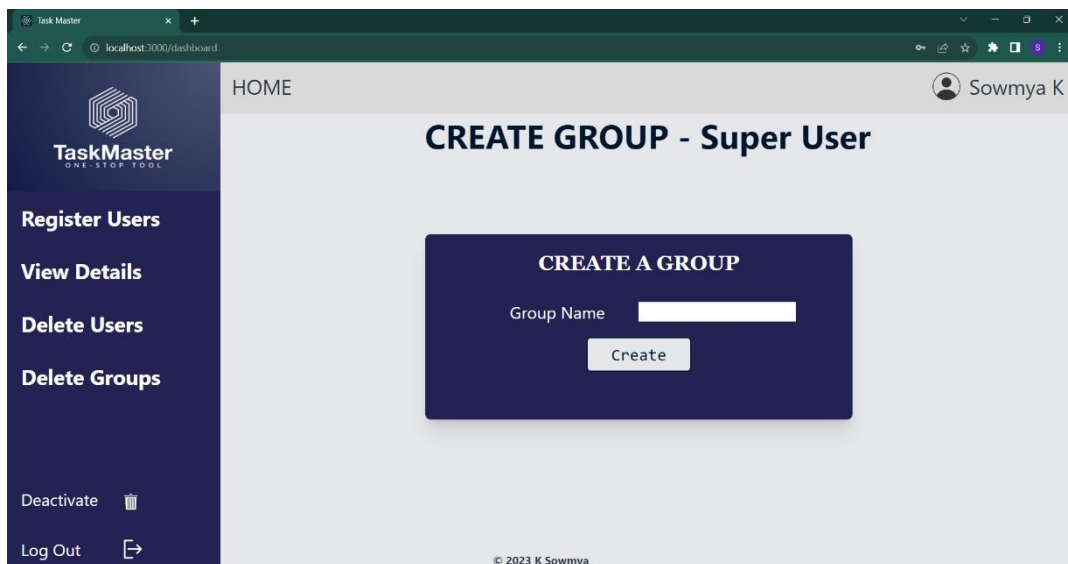 Task Master
localhost:3000/dashboard
S
TaskMaster
ONE-STOP TOOL
HOME
Sowmya K
CREATE GROUP - Super User
Register Users
View Details
Delete Users
Delete Groups
CREATE A GROUP
Group Name
Create
Deactivate
Log Out
© 2023 K Sowmya